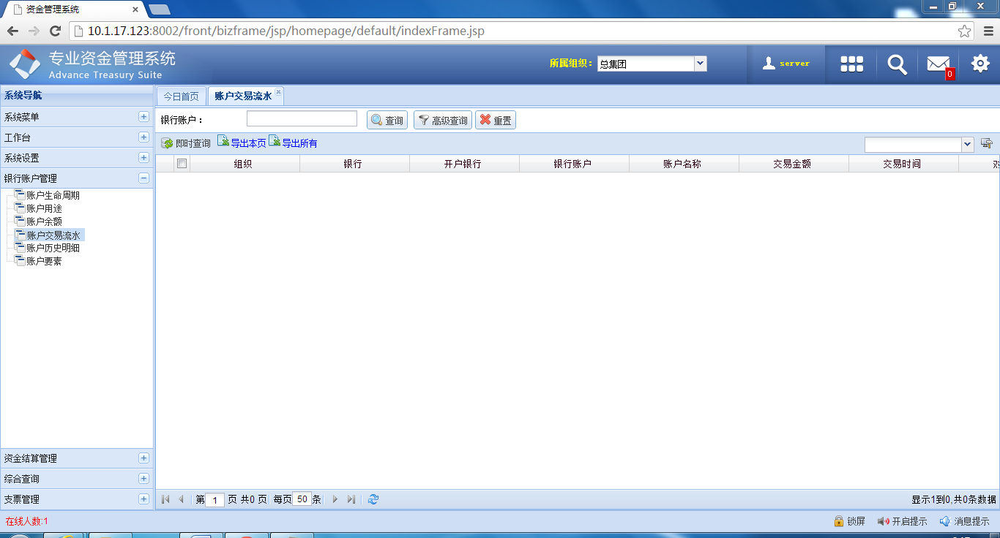 资金管理系统
10.1.17.123:8002/front/bizframe/jsp/homepage/default/indexFrame.jsp
专业资金管理系统
Advance Treasury Suite
所属组织： 总集团
server
0
系统导航
今日首页 账户交易流水
系统菜单
工作台
系统设置
银行账户管理
账户生命周期
账户用途
账户余额
账户交易流水
账户历史明细
账户要素
资金结算管理
综合查询
支票管理
银行账户： 查询 高级查询 重置
即时查询 导出本页 导出所有
组织 银行 开户银行 银行账户 账户名称 交易金额 交易时间
第 1 页 共0 页 每页 50 条
显示1到0,共0条数据
在线人数:1
锁屏 开启提示 消息提示